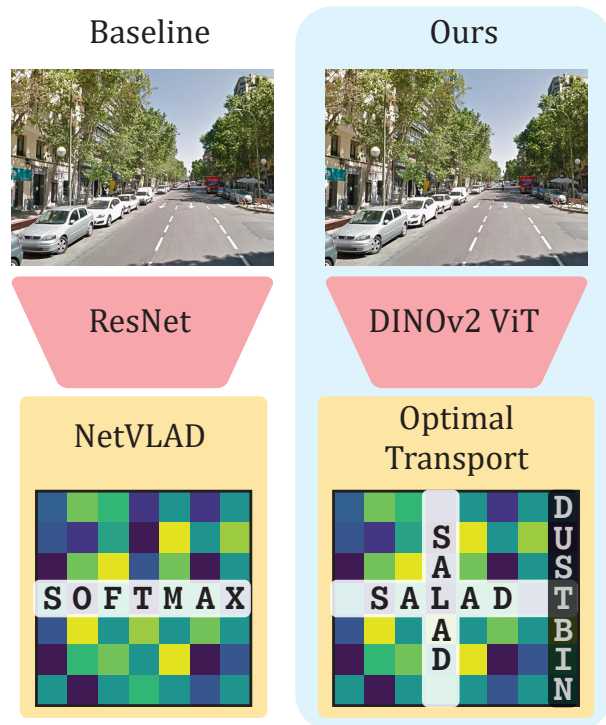 Baseline
ResNet
NetVLAD
SOFTMAX
Ours
DINOv2 ViT
Optimal
Transport
SALAD
SALAD
DUSTBIN